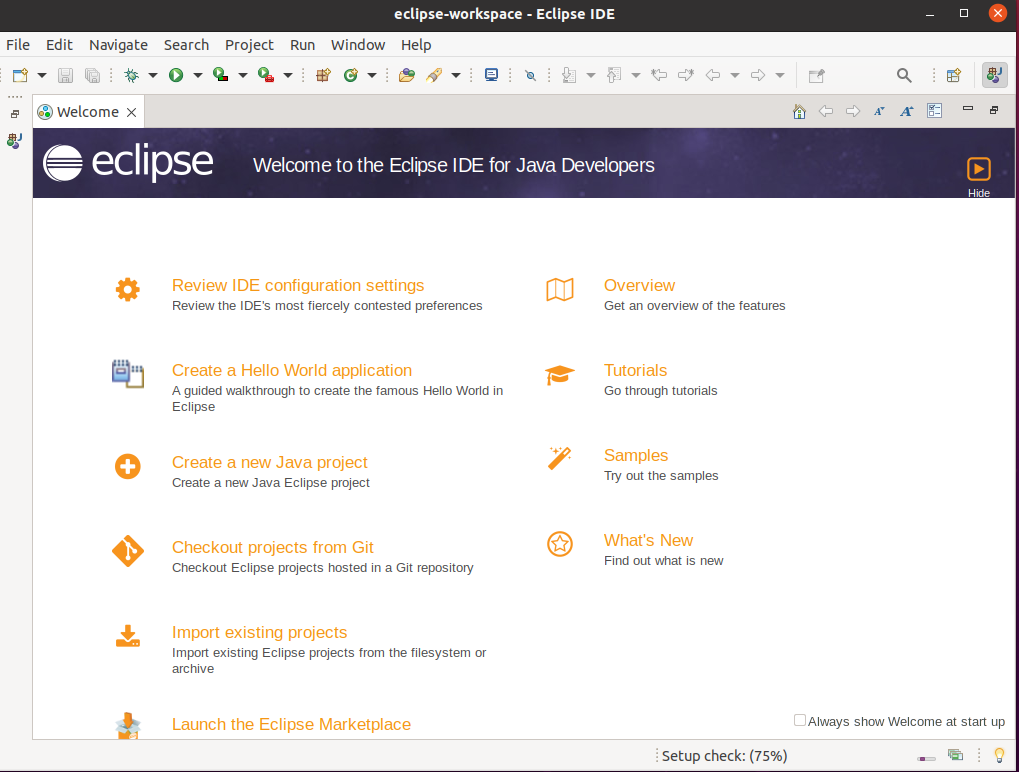 eclipse-workspace - Eclipse IDE
File Edit Navigate Search Project Run Window Help
Welcome
eclipse
Welcome to the Eclipse IDE for Java Developers
Hide
Review IDE configuration settings
Review the IDE's most fiercely contested preferences
Create a Hello World application
A guided walkthrough to create the famous Hello World in
Eclipse
Create a new Java project
Create a new Java Eclipse project
Checkout projects from Git
Checkout Eclipse projects hosted in a Git repository
Import existing projects
Import existing Eclipse projects from the filesystem or
archive
Launch the Eclipse Marketplace
Overview
Get an overview of the features
Tutorials
Go through tutorials
Samples
Try out the samples
What's New
Find out what is new
Always show Welcome at start up
Setup check: (75%)